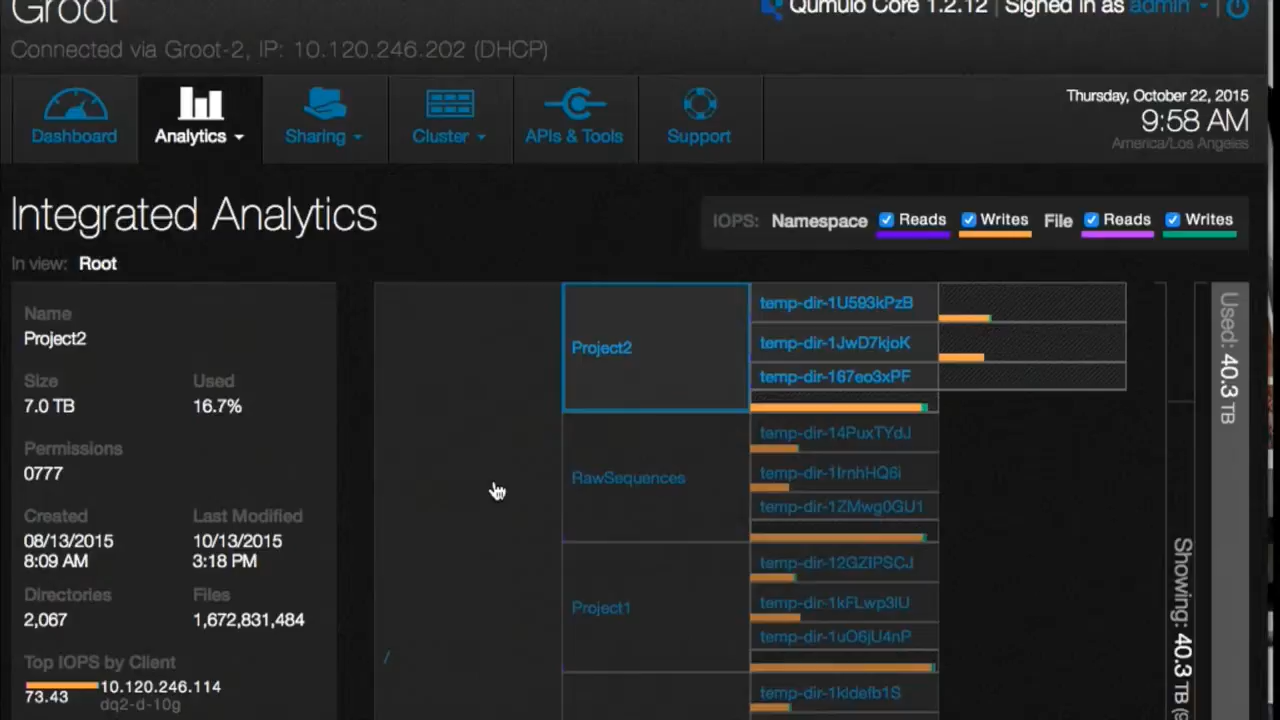 Groot
Qumulo Core 1.2.12 | Signed in as admin
Connected via Groot-2, IP: 10.120.246.202 (DHCP)
Dashboard
Analytics
Sharing
Cluster
APIs & Tools
Support
Thursday, October 22, 2015
9:58 AM
America/Los Angeles
Integrated Analytics
IOPS: Namespace Reads Writes File Reads Writes
In view: Root
Name
Project2
Size Used
7.0 TB 16.7%
Permissions
0777
Created Last Modified
08/13/2015 10/13/2015
8:09 AM 3:18 PM
Directories Files
2,067 1,672,831,484
Top IOPS by Client
73.43 10.120.246.114
dq2-d-10g
/
Project2
RawSequences
Project1
temp-dir-1U593kPzB
temp-dir-1JwD7kjoK
temp-dir-167eo3xPF
temp-dir-14PuxTYdJ
temp-dir-1IrnhHQ6i
temp-dir-1ZMwg0GU1
temp-dir-12GZIPSCJ
temp-dir-1kFLwp3IU
temp-dir-1uO6jU4nP
temp-dir-1kldefb1S
Used: 40.3 TB
Showing: 40.3 TB (9